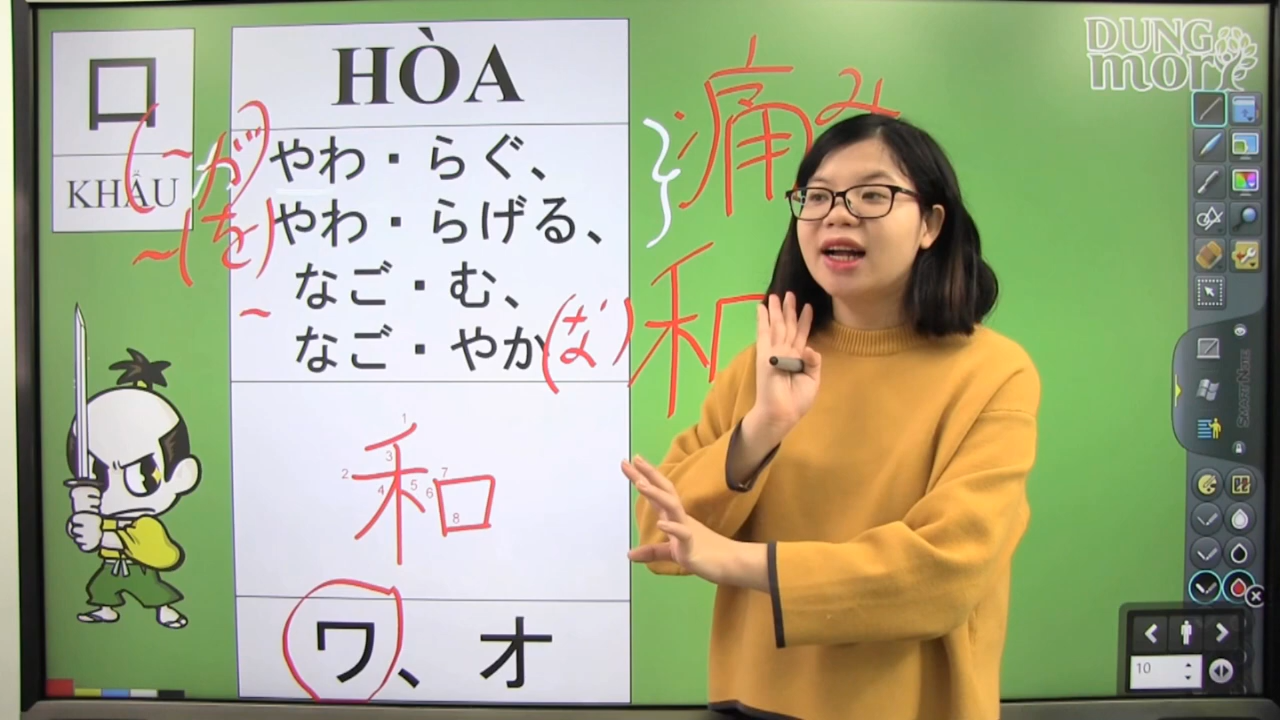 口
KHẨU
HÒA
(~が) やわ・らぐ、
~(を) やわ・らげる、
~ なご・む、
なご・やか(な)
1 2 3 4 5 6 7 8
和
ワ、オ
痛み
和
DUNG
mori
SMART Note
10